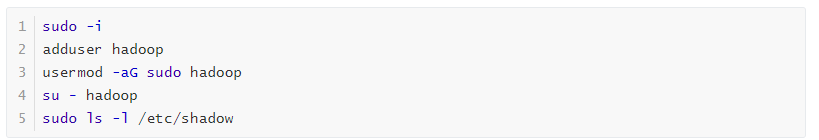 1 sudo -i
2 adduser hadoop
3 usermod -aG sudo hadoop
4 su - hadoop
5 sudo ls -l /etc/shadow